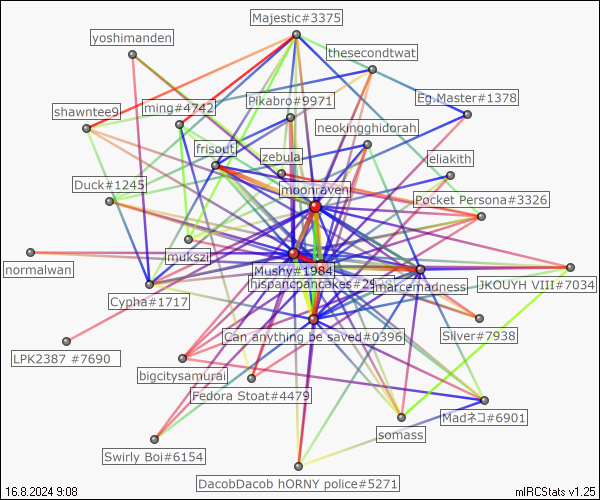 Majestic#3375
yoshimanden
thesecondtwat
Pikabro#9971
Eg.Master#1378
ming#4742
shawntee9
neokingghidorah
frisout
zebula
eliakith
Duck#1245
moonraven
Pocket Persona#3326
mukszi
normalwan
Mushy#1984
hispancpancakes#2
marcemadness
JKOUYH VIII#7034
Cypha#1717
Can anything be saved#0396
Silver#7938
LPK2387 #7690
bigcitysamurai
Fedora Stoat#4479
Madネコ#6901
somass
Swirly Boi#6154
DacobDacob hORNY police#5271
16.8.2024 9:08
mIRCStats v1.25